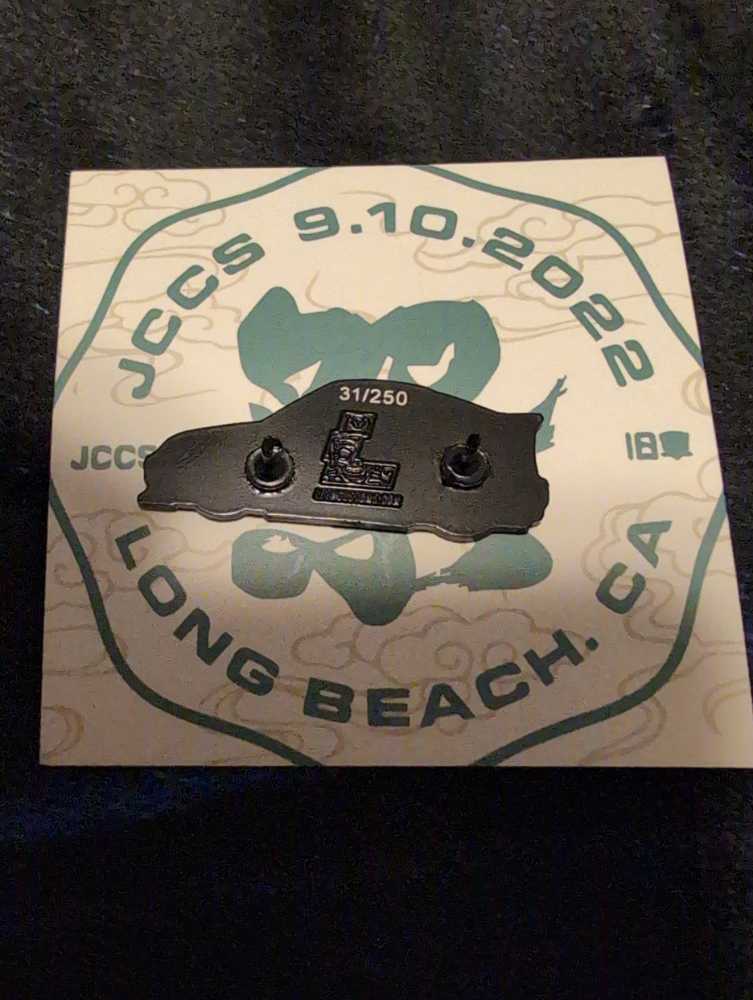 JCCS 9.10.2022
31/250
JCCS
旧車
LONG BEACH. CA